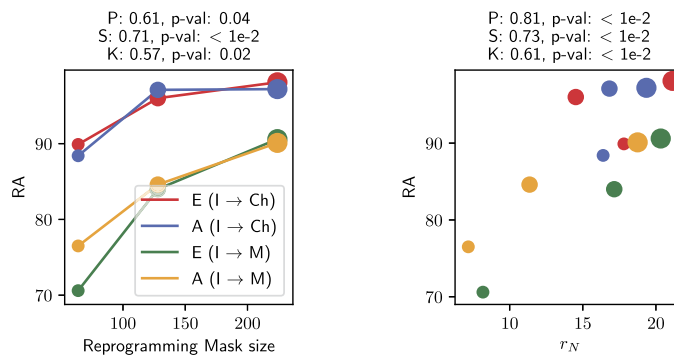 P: 0.61, p-val: 0.04
S: 0.71, p-val: < 1e-2
K: 0.57, p-val: 0.02
RA
90
80
70
100
150
200
Reprogramming Mask size
E (I → Ch)
A (I → Ch)
E (I → M)
A (I → M)
P: 0.81, p-val: < 1e-2
S: 0.73, p-val: < 1e-2
K: 0.61, p-val: < 1e-2
RA
90
80
70
10
15
20
r_N